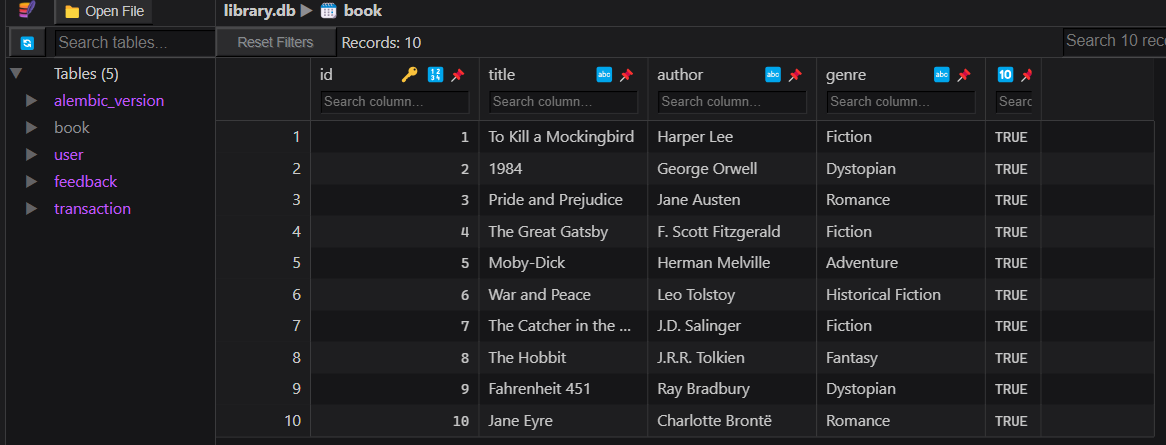 Open File library.db ▶ book
Search tables... Reset Filters Records: 10 Search 10 rec
Tables (5)
alembic_version
book
user
feedback
transaction
id title author genre
Search column... Search column... Search column... Search column... Searc
1 1 To Kill a Mockingbird Harper Lee Fiction TRUE
2 2 1984 George Orwell Dystopian TRUE
3 3 Pride and Prejudice Jane Austen Romance TRUE
4 4 The Great Gatsby F. Scott Fitzgerald Fiction TRUE
5 5 Moby-Dick Herman Melville Adventure TRUE
6 6 War and Peace Leo Tolstoy Historical Fiction TRUE
7 7 The Catcher in the ... J.D. Salinger Fiction TRUE
8 8 The Hobbit J.R.R. Tolkien Fantasy TRUE
9 9 Fahrenheit 451 Ray Bradbury Dystopian TRUE
10 10 Jane Eyre Charlotte Brontë Romance TRUE